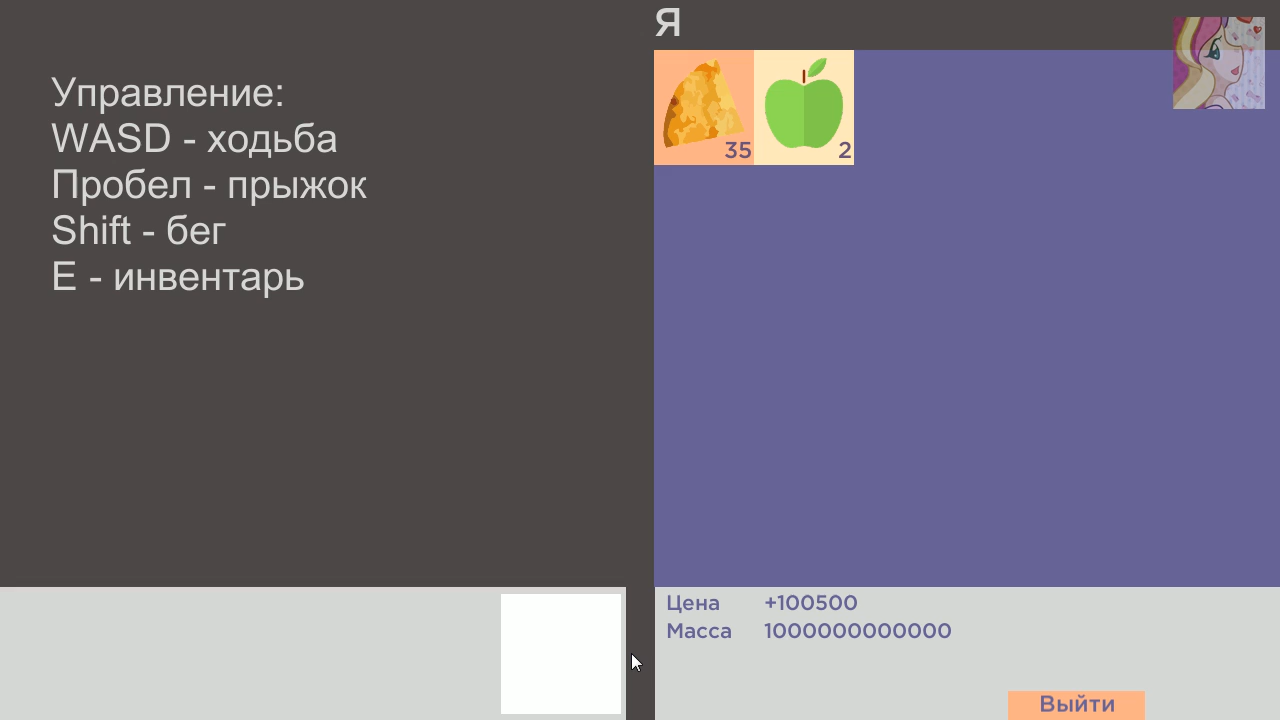 Управление:
WASD - ходьба
Пробел - прыжок
Shift - бег
E - инвентарь
Я
35
2
Цена +100500
Масса 1000000000000
Выйти